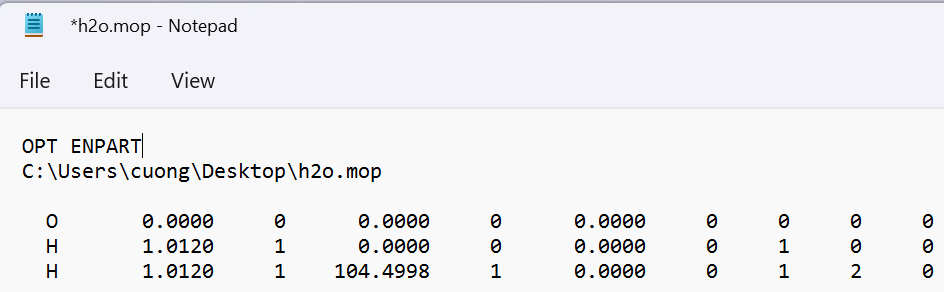 *h2o.mop - Notepad
File Edit View
OPT ENPART
C:\Users\cuong\Desktop\h2o.mop
O 0.0000 0 0.0000 0 0.0000 0 0 0 0
H 1.0120 1 0.0000 0 0.0000 0 1 0 0
H 1.0120 1 104.4998 1 0.0000 0 1 2 0